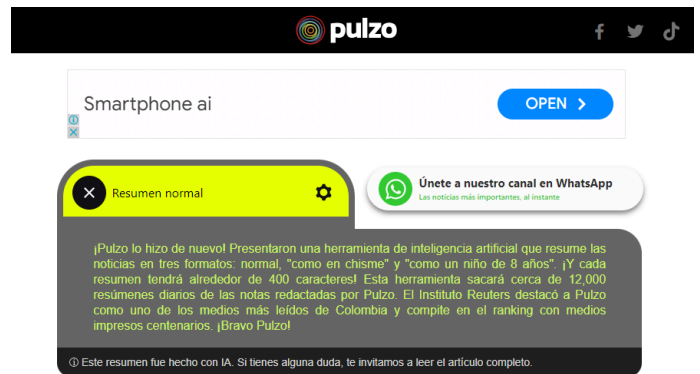 pulzo
Smartphone ai
OPEN
Resumen normal
Únete a nuestro canal en WhatsApp
Las noticias más importantes, al instante
¡Pulzo lo hizo de nuevo! Presentaron una herramienta de inteligencia artificial que resume las
noticias en tres formatos: normal, "como en chisme" y "como un niño de 8 años". ¡Y cada
resumen tendrá alrededor de 400 caracteres! Esta herramienta sacará cerca de 12,000
resúmenes diarios de las notas redactadas por Pulzo. El Instituto Reuters destacó a Pulzo
como uno de los medios más leídos de Colombia y compite en el ranking con medios
impresos centenarios. ¡Bravo Pulzo!
Este resumen fue hecho con IA. Si tienes alguna duda, te invitamos a leer el artículo completo.